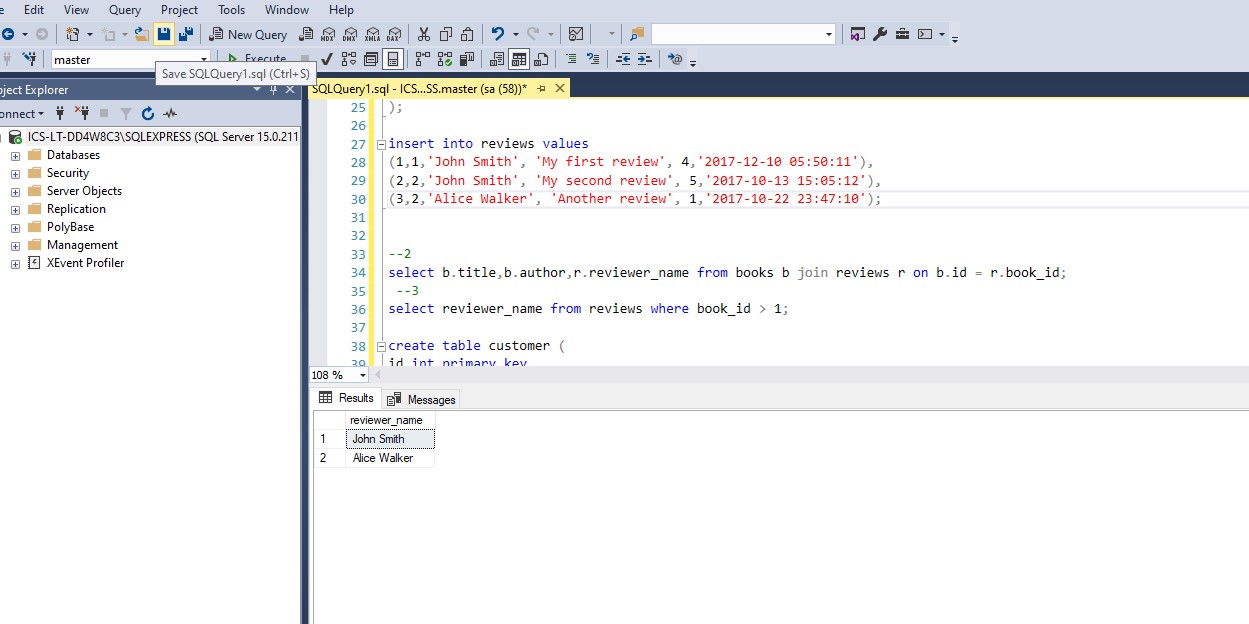 e Edit View Query Project Tools Window Help
New Query MDX DMX XMLA DAX
master Execute
Save SQLQuery1.sql (Ctrl+S)
ject Explorer
SQLQuery1.sql - ICS...SS.master (sa (58))*
onnect
ICS-LT-DD4W8C3\SQLEXPRESS (SQL Server 15.0.211
Databases
Security
Server Objects
Replication
PolyBase
Management
XEvent Profiler
25 );
26
27 insert into reviews values
28 (1,1,'John Smith', 'My first review', 4,'2017-12-10 05:50:11'),
29 (2,2,'John Smith', 'My second review', 5,'2017-10-13 15:05:12'),
30 (3,2,'Alice Walker', 'Another review', 1,'2017-10-22 23:47:10');
31
32
33 --2
34 select b.title,b.author,r.reviewer_name from books b join reviews r on b.id = r.book_id;
35 --3
36 select reviewer_name from reviews where book_id > 1;
37
38 create table customer (
39 id int primary key
108 %
Results Messages
reviewer_name
1 John Smith
2 Alice Walker